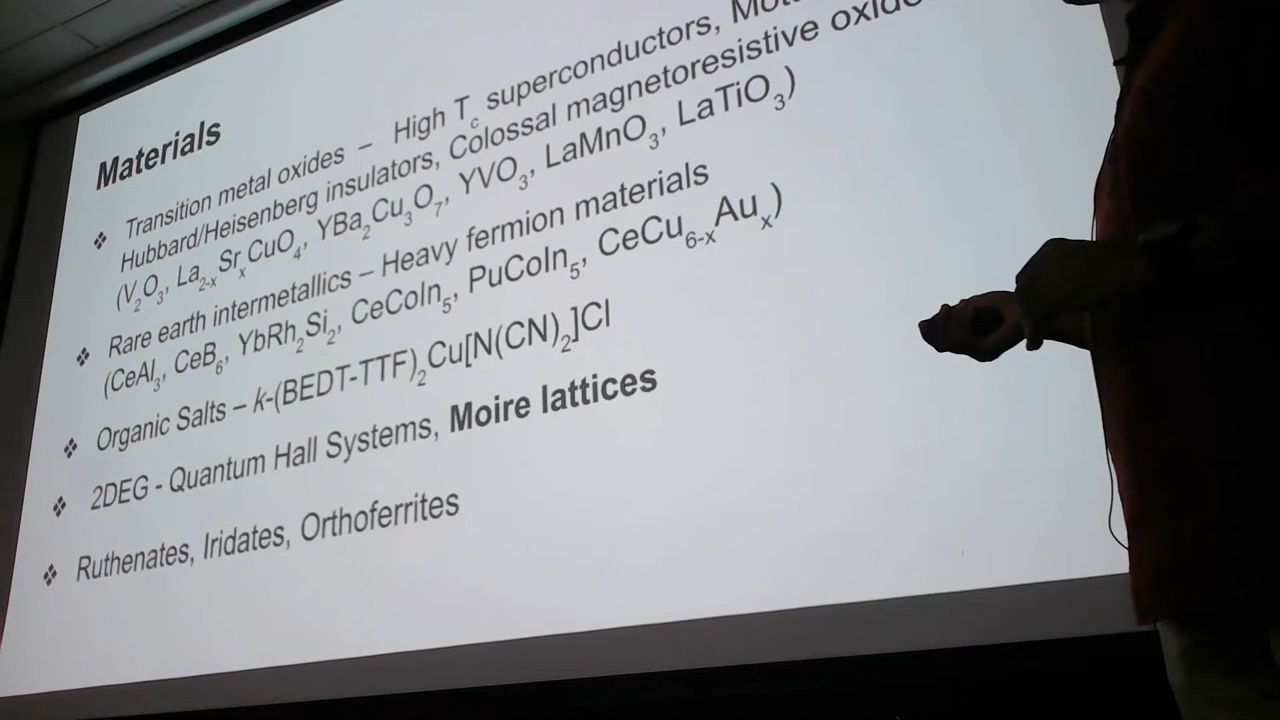 Materials
❖ Transition metal oxides – High T_c superconductors,
Hubbard/Heisenberg insulators, Colossal magnetoresistive
(V₂O₃, La₂₋ₓSrₓCuO₄, YBa₂Cu₃O₇, YVO₃, LaMnO₃, LaTiO₃)
❖ Rare earth intermetallics – Heavy fermion materials
(CeAl₃, CeB₆, YbRh₂Si₂, CeCoIn₅, PuCoIn₅, CeCu₆₋ₓAuₓ)
❖ Organic Salts – k-(BEDT-TTF)₂Cu[N(CN)₂]Cl
❖ 2DEG - Quantum Hall Systems, Moire lattices
❖ Ruthenates, Iridates, Orthoferrites